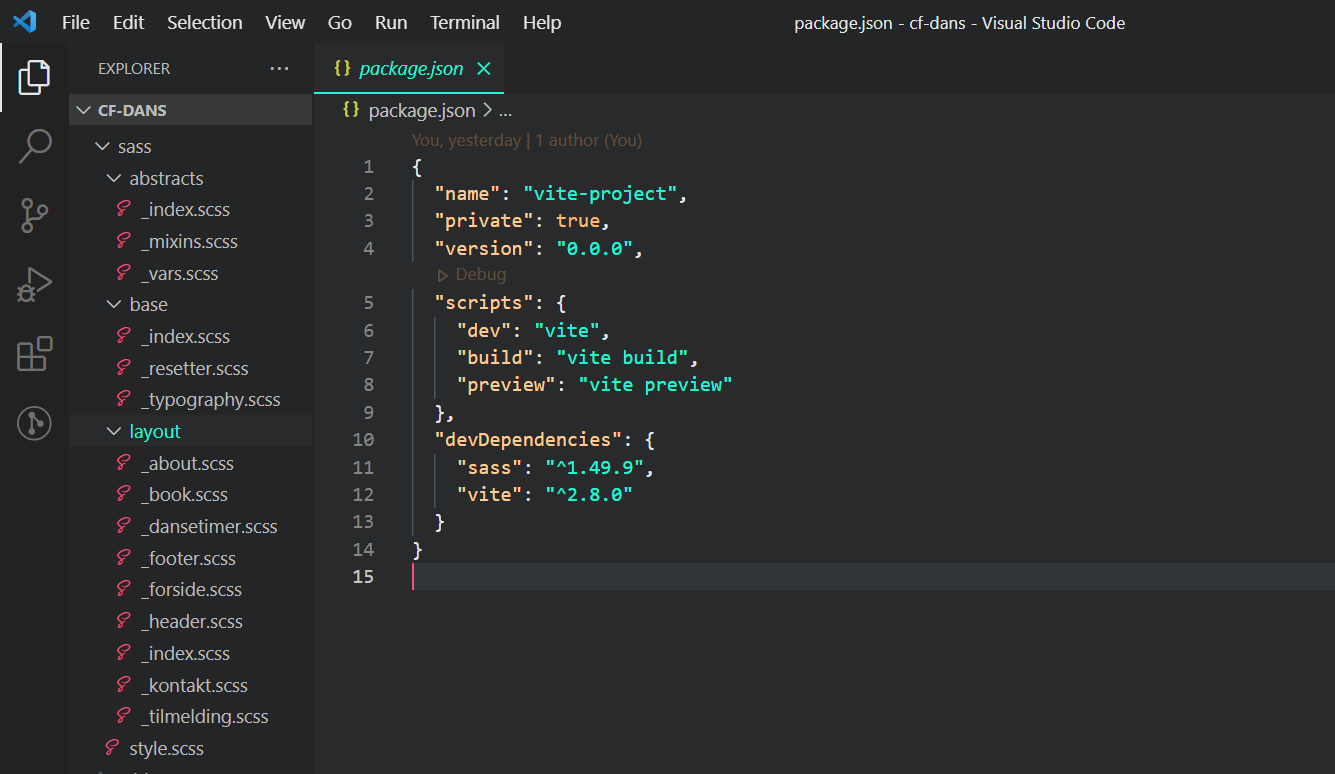 File Edit Selection View Go Run Terminal Help package.json - cf-dans - Visual Studio Code
EXPLORER ...
CF-DANS
sass
abstracts
_index.scss
_mixins.scss
_vars.scss
base
_index.scss
_resetter.scss
_typography.scss
layout
_about.scss
_book.scss
_dansetimer.scss
_footer.scss
_forside.scss
_header.scss
_index.scss
_kontakt.scss
_tilmelding.scss
style.scss
{} package.json ×
{} package.json > ...
You, yesterday | 1 author (You)
1 {
2 "name": "vite-project",
3 "private": true,
4 "version": "0.0.0",
Debug
5 "scripts": {
6 "dev": "vite",
7 "build": "vite build",
8 "preview": "vite preview"
9 },
10 "devDependencies": {
11 "sass": "^1.49.9",
12 "vite": "^2.8.0"
13 }
14 }
15